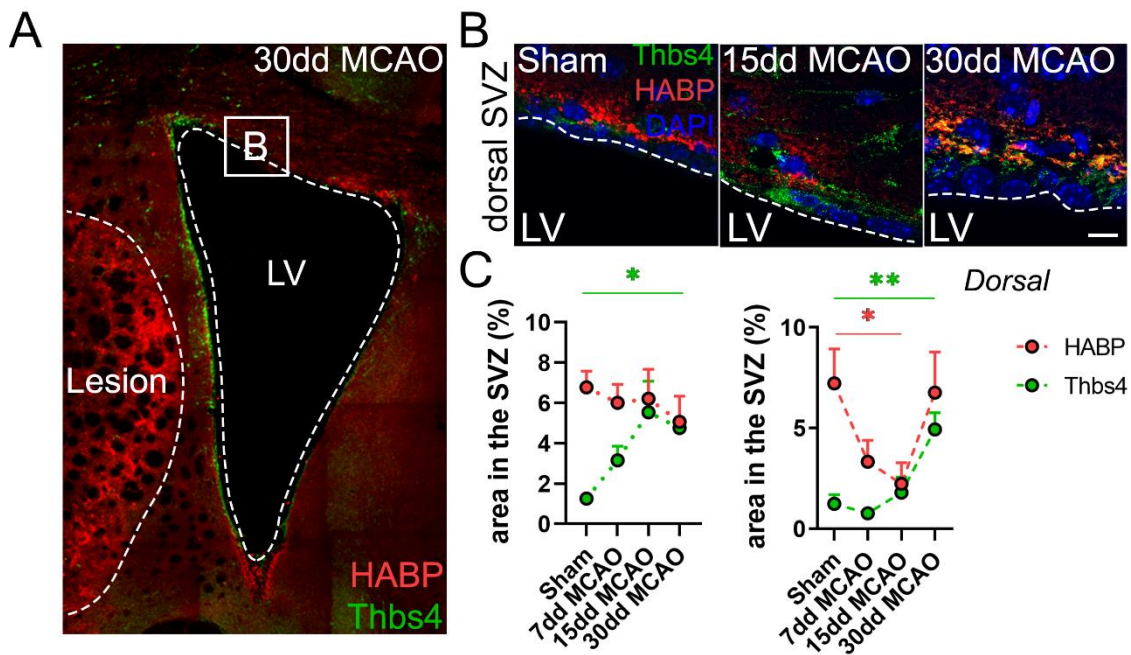 A
30dd MCAO
B
LV
Lesion
HABP
Thbs4
B
dorsal SVZ
Sham
Thbs4
HABP
DAPI
LV
15dd MCAO
LV
30dd MCAO
LV
C
*
area in the SVZ (%)
10
8
6
4
2
0
Sham
7dd MCAO
15dd MCAO
30dd MCAO
**
*
Dorsal
area in the SVZ (%)
10
5
0
Sham
7dd MCAO
15dd MCAO
30dd MCAO
HABP
Thbs4